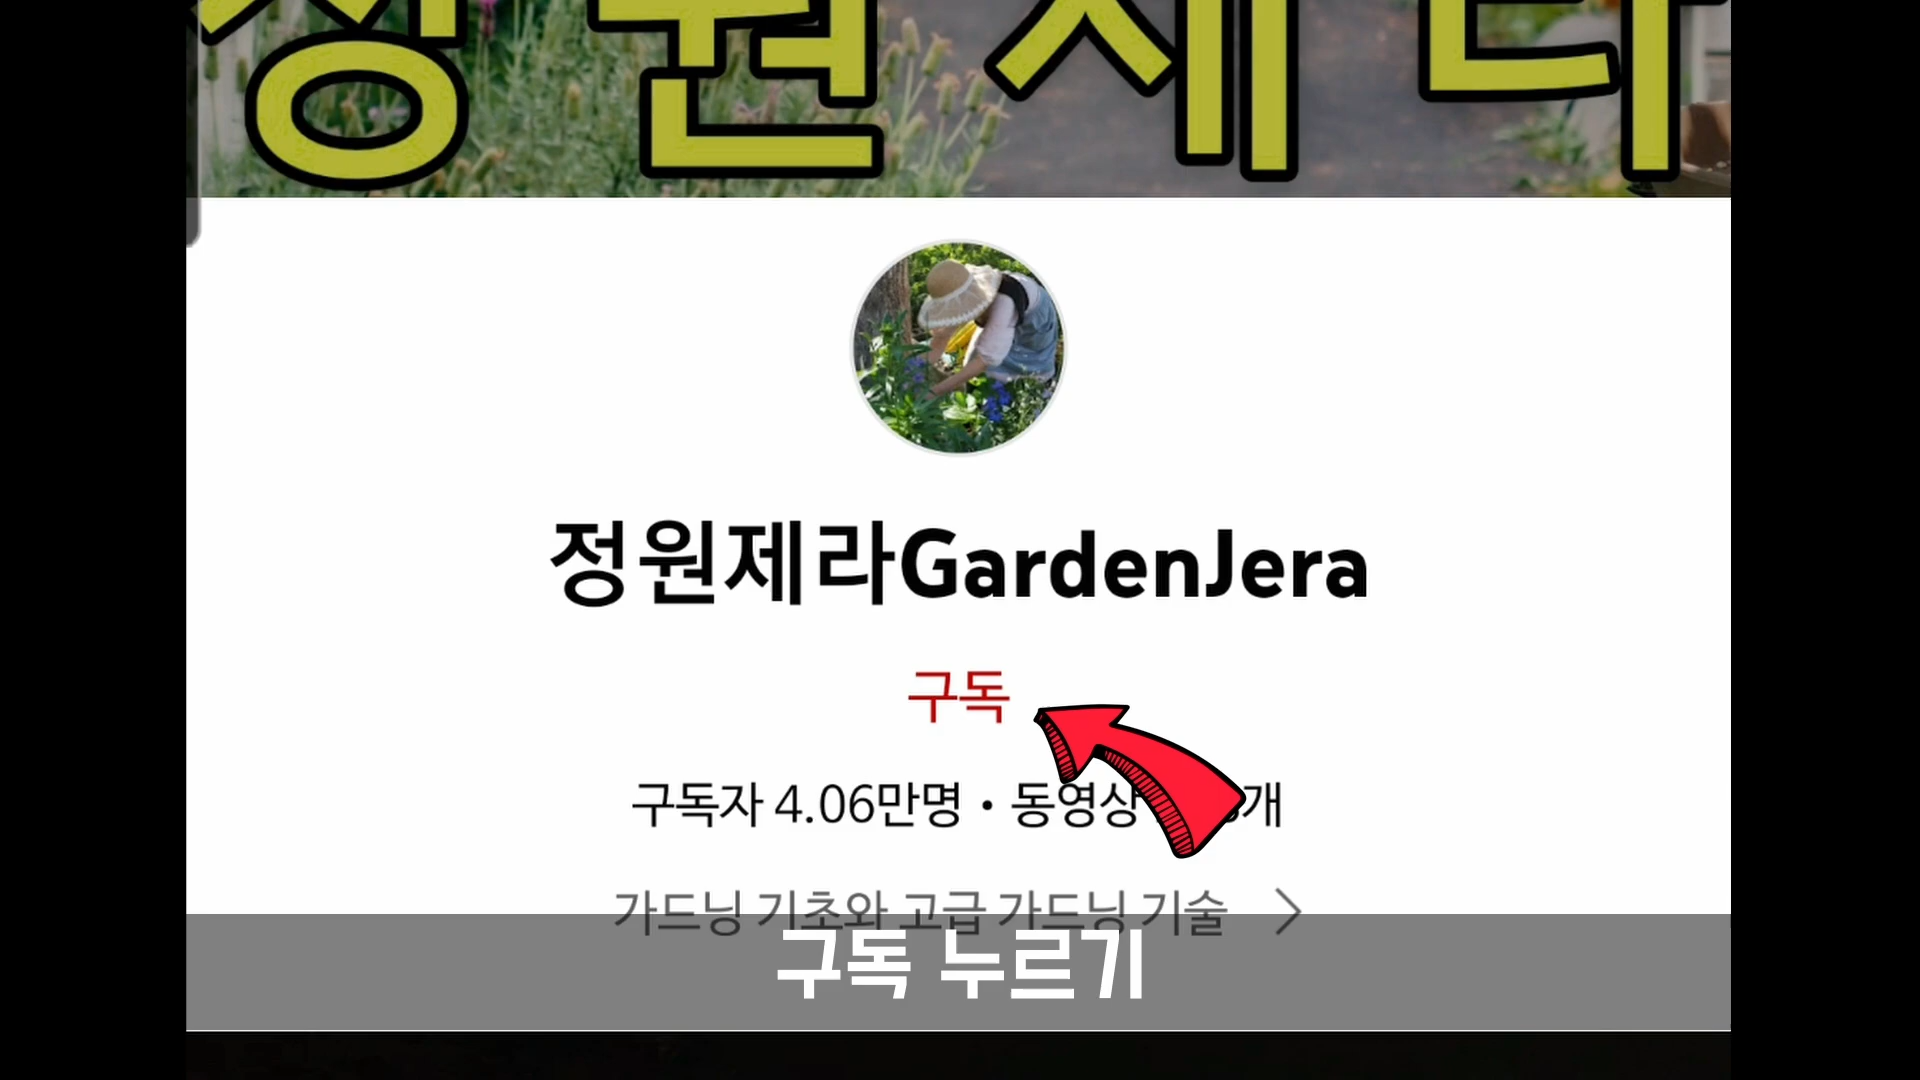 정원제라
정원제라GardenJera
구독
구독자 4.06만명 • 동영상 개
가드닝 기초와 고급 가드닝 기술
구독 누르기